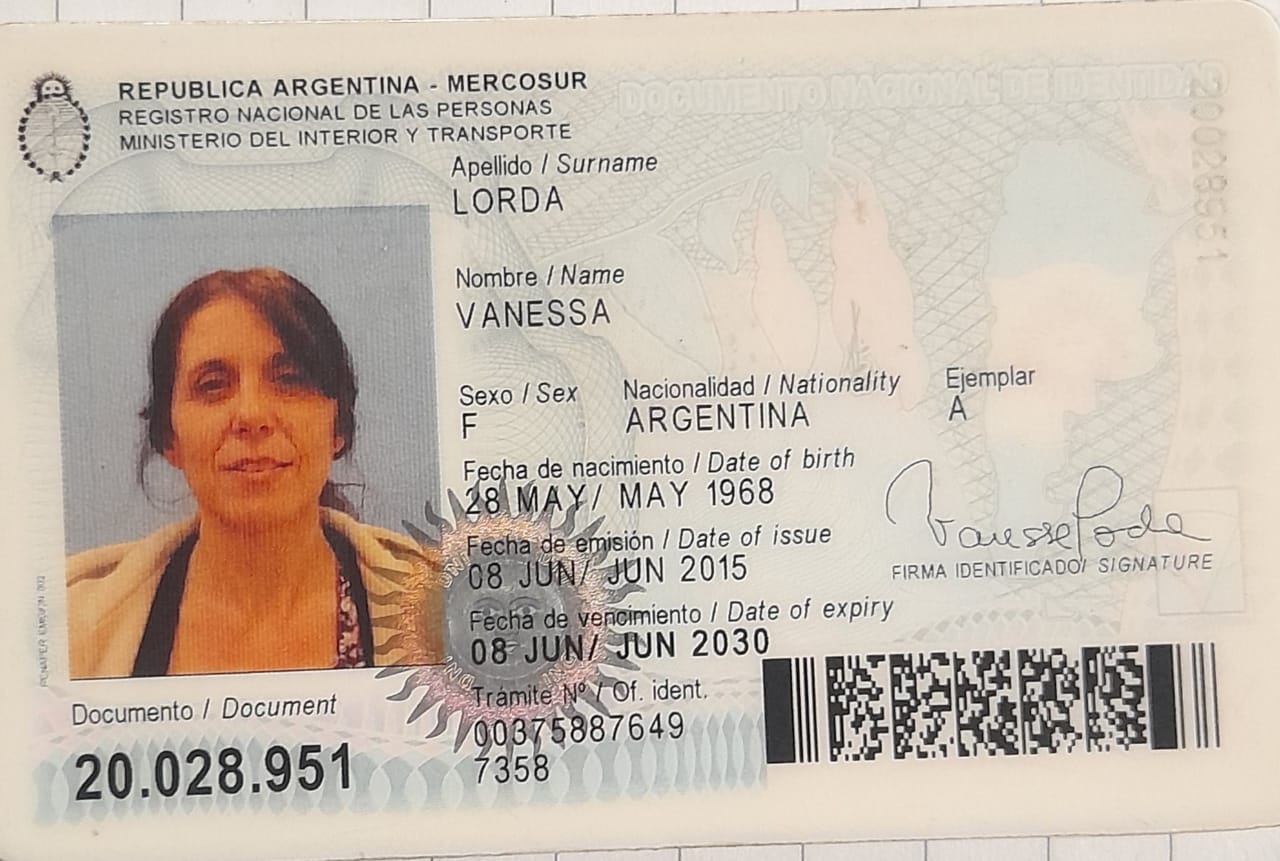 REPUBLICA ARGENTINA - MERCOSUR
REGISTRO NACIONAL DE LAS PERSONAS
MINISTERIO DEL INTERIOR Y TRANSPORTE
DOCUMENTO NACIONAL DE IDENTIDAD
Apellido / Surname
LORDA
Nombre / Name
VANESSA
Sexo / Sex Nacionalidad / Nationality Ejemplar
F ARGENTINA A
Fecha de nacimiento / Date of birth
28 MAY/ MAY 1968
Fecha de emisión / Date of issue
08 JUN/ JUN 2015
Fecha de vencimiento / Date of expiry
08 JUN/ JUN 2030
FIRMA IDENTIFICADO/ SIGNATURE
Trámite Nº / Of. ident.
00375887649
7358
Documento / Document
20.028.951
20028951